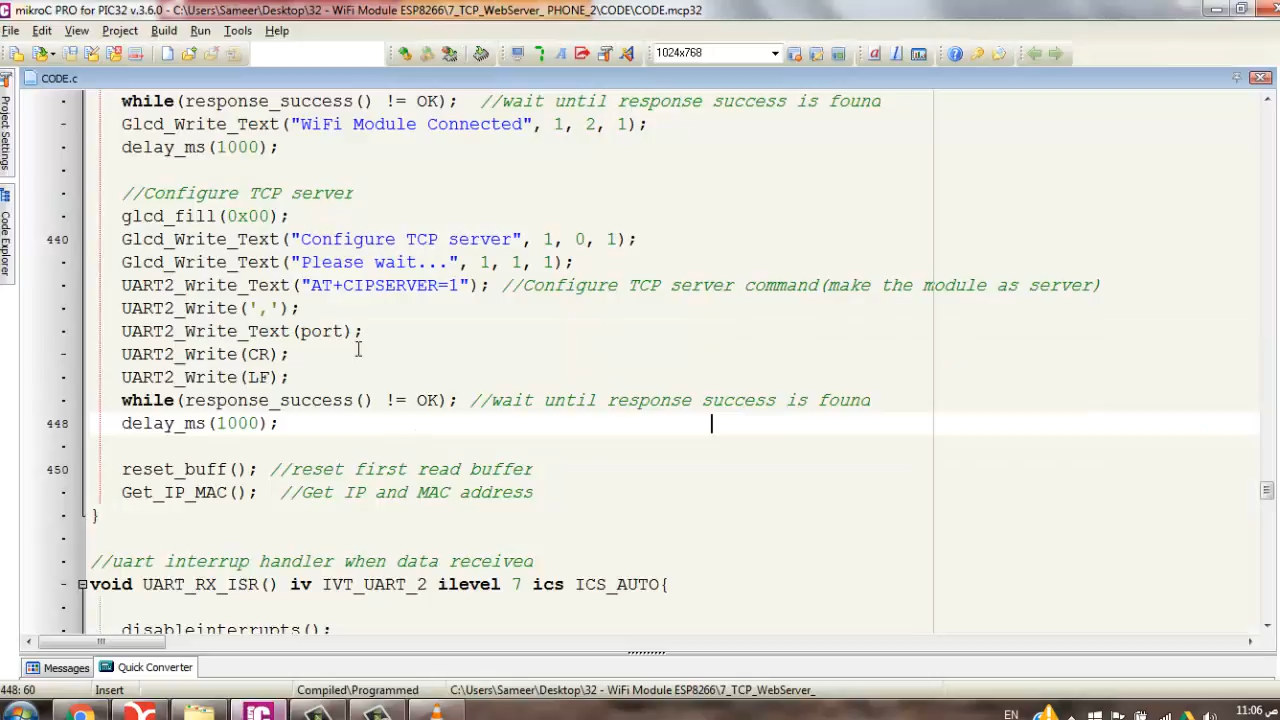 mikroC PRO for PIC32 v.3.6.0 - C:\Users\Sameer\Desktop\32 - WiFi Module ESP8266\7_TCP_WebServer_ PHONE_2\CODE\CODE.mcp32
File Edit View Project Build Run Tools Help
1024x768
CODE.c
Project Settings
Code Explorer
while(response_success() != OK);  //wait until response success is found
Glcd_Write_Text("WiFi Module Connected", 1, 2, 1);
delay_ms(1000);
//Configure TCP server
glcd_fill(0x00);
440 Glcd_Write_Text("Configure TCP server", 1, 0, 1);
Glcd_Write_Text("Please wait...", 1, 1, 1);
UART2_Write_Text("AT+CIPSERVER=1"); //Configure TCP server command(make the module as server)
UART2_Write(',');
UART2_Write_Text(port);
UART2_Write(CR);
UART2_Write(LF);
while(response_success() != OK); //wait until response success is found
448 delay_ms(1000);
450 reset_buff(); //reset first read buffer
Get_IP_MAC();  //Get IP and MAC address
}
//uart interrup handler when data received
void UART_RX_ISR() iv IVT_UART_2 ilevel 7 ics ICS_AUTO{
disableinterrupts();
Messages Quick Converter
448: 60 Insert Compiled\Programmed C:\Users\Sameer\Desktop\32 - WiFi Module ESP8266\7_TCP_WebServer_
EN 11:06 ص